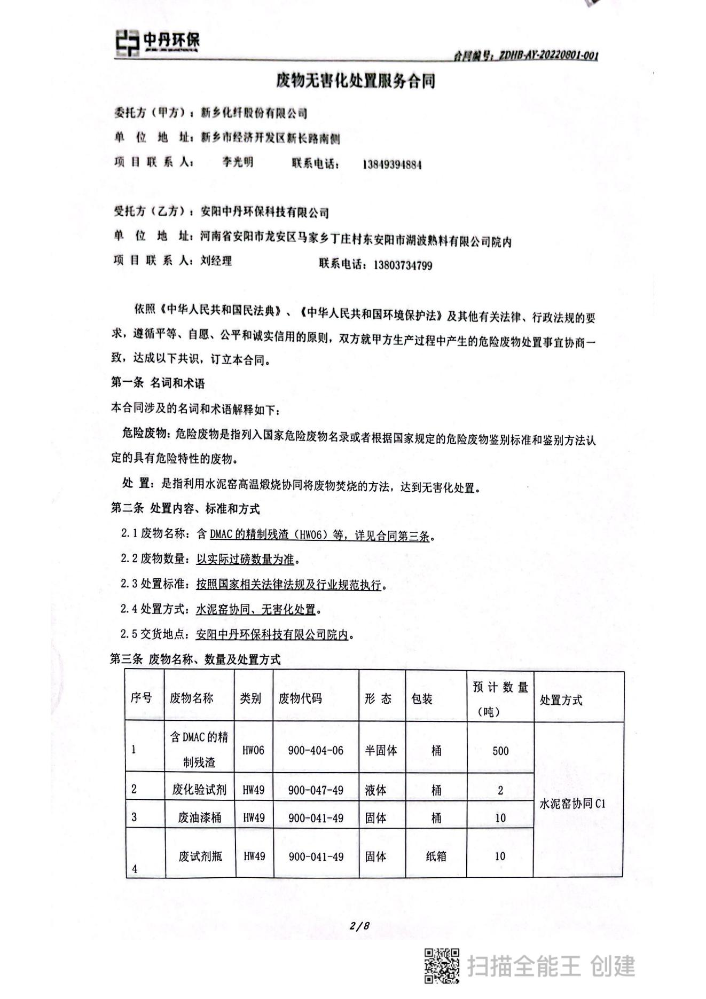 中丹环保
合同编号：ZDHB-AY-20220801-001
废物无害化处置服务合同
委托方（甲方）：新乡化纤股份有限公司
单 位 地 址：新乡市经济开发区新长路南侧
项 目 联 系 人： 李光明 联系电话： 13849394884
受托方（乙方）：安阳中丹环保科技有限公司
单 位 地 址：河南省安阳市龙安区马家乡丁庄村东安阳市湖波熟料有限公司院内
项 目 联 系 人：刘经理 联系电话：13803734799
依照《中华人民共和国民法典》、《中华人民共和国环境保护法》及其他有关法律、行政法规的要
求，遵循平等、自愿、公平和诚实信用的原则，双方就甲方生产过程中产生的危险废物处置事宜协商一
致，达成以下共识，订立本合同。
第一条 名词和术语
本合同涉及的名词和术语解释如下：
危险废物：危险废物是指列入国家危险废物名录或者根据国家规定的危险废物鉴别标准和鉴别方法认
定的具有危险特性的废物。
处 置：是指利用水泥窑高温煅烧协同将废物焚烧的方法，达到无害化处置。
第二条 处置内容、标准和方式
2.1 废物名称：含 DMAC 的精制残渣（HW06）等，详见合同第三条。
2.2 废物数量：以实际过磅数量为准。
2.3 处置标准：按照国家相关法律法规及行业规范执行。
2.4 处置方式：水泥窑协同、无害化处置。
2.5 交货地点：安阳中丹环保科技有限公司院内。
第三条 废物名称、数量及处置方式
序号 废物名称 类别 废物代码 形 态 包装 预 计 数 量（吨） 处置方式
1 含 DMAC 的精制残渣 HW06 900-404-06 半固体 桶 500 水泥窑协同 C1
2 废化验试剂 HW49 900-047-49 液体 桶 2
3 废油漆桶 HW49 900-041-49 固体 桶 10
4 废试剂瓶 HW49 900-041-49 固体 纸箱 10
2/8
扫描全能王 创建